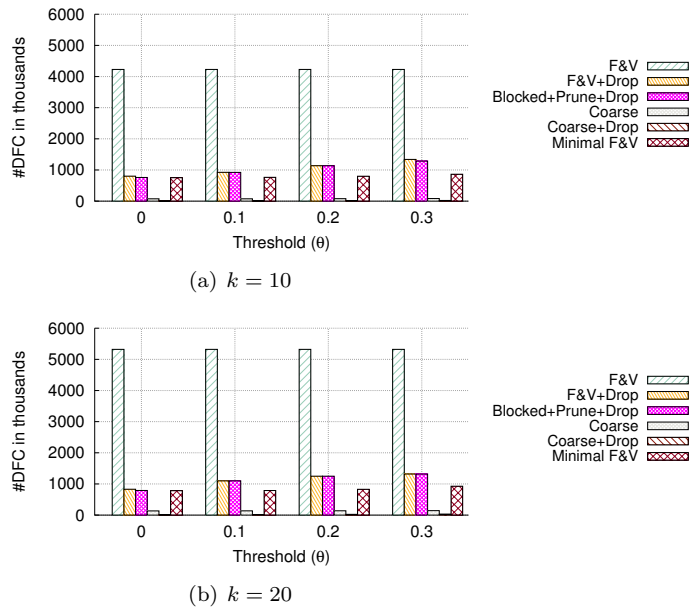 6000
5000
4000
3000
2000
1000
0
#DFC in thousands
0 0.1 0.2 0.3
Threshold (θ)
F&V
F&V+Drop
Blocked+Prune+Drop
Coarse
Coarse+Drop
Minimal F&V
(a) k = 10
6000
5000
4000
3000
2000
1000
0
#DFC in thousands
0 0.1 0.2 0.3
Threshold (θ)
F&V
F&V+Drop
Blocked+Prune+Drop
Coarse
Coarse+Drop
Minimal F&V
(b) k = 20